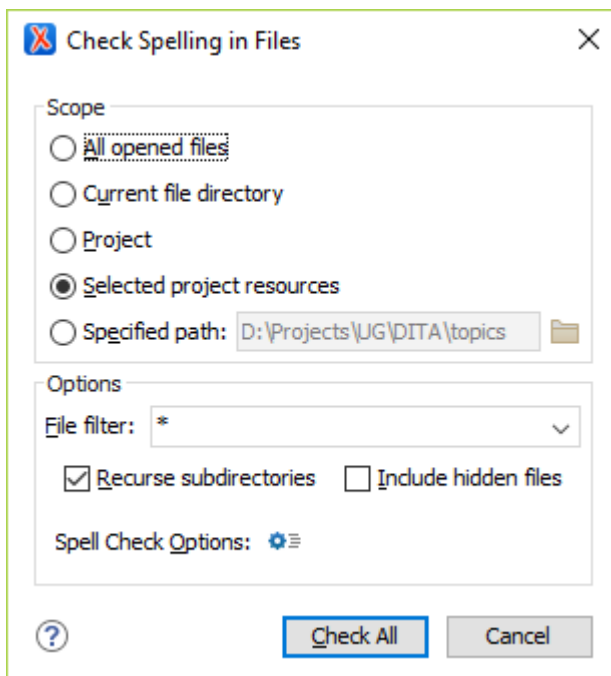 Check Spelling in Files
Scope
All opened files
Current file directory
Project
Selected project resources
Specified path: D:\Projects\UG\DITA\topics
Options
File filter: *
Recurse subdirectories Include hidden files
Spell Check Options:
? Check All Cancel